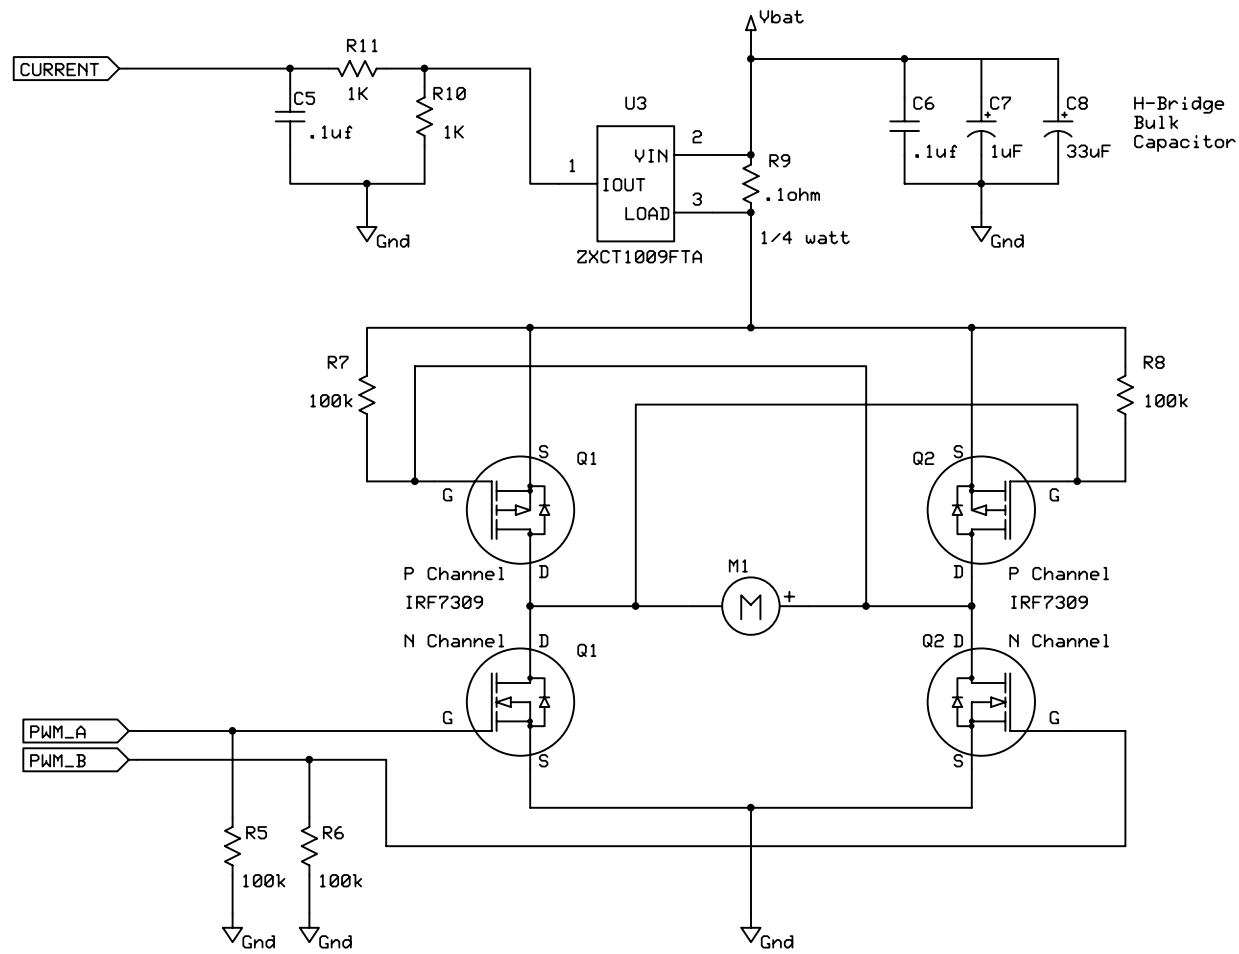 Vbat
CURRENT
R11
1K
C5
.1uf
R10
1K
Gnd
U3
1
2
3
VIN
IOUT
LOAD
ZXCT1009FTA
R9
.1ohm
1/4 watt
C6
.1uf
C7
+
1uF
C8
+
33uF
Gnd
H-Bridge
Bulk
Capacitor
R7
100k
R8
100k
S
Q1
G
D
P Channel
IRF7309
Q2
S
G
D
P Channel
IRF7309
M1
M
+
N Channel
D
Q1
G
S
Q2
D
N Channel
G
S
PWM_A
PWM_B
R5
100k
R6
100k
Gnd
Gnd
Gnd